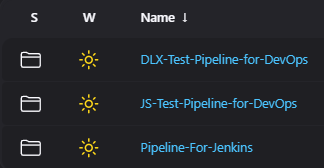 S W Name ↓
DLX-Test-Pipeline-for-DevOps
JS-Test-Pipeline-for-DevOps
Pipeline-For-Jenkins